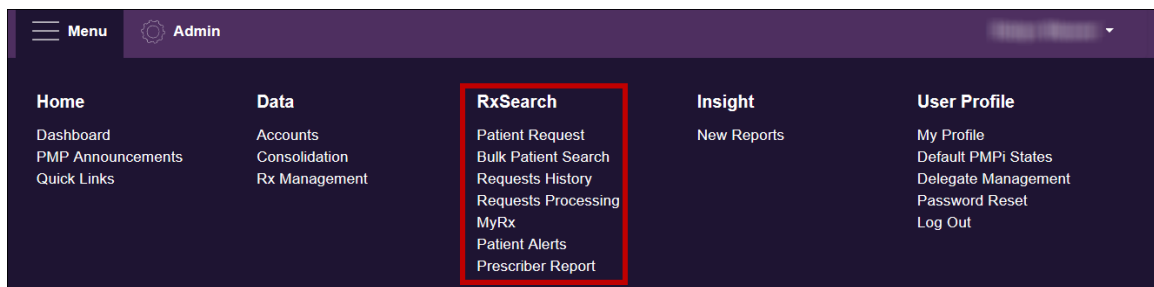 Menu
Admin
Home
Dashboard
PMP Announcements
Quick Links
Data
Accounts
Consolidation
Rx Management
RxSearch
Patient Request
Bulk Patient Search
Requests History
Requests Processing
MyRx
Patient Alerts
Prescriber Report
Insight
New Reports
User Profile
My Profile
Default PMPi States
Delegate Management
Password Reset
Log Out